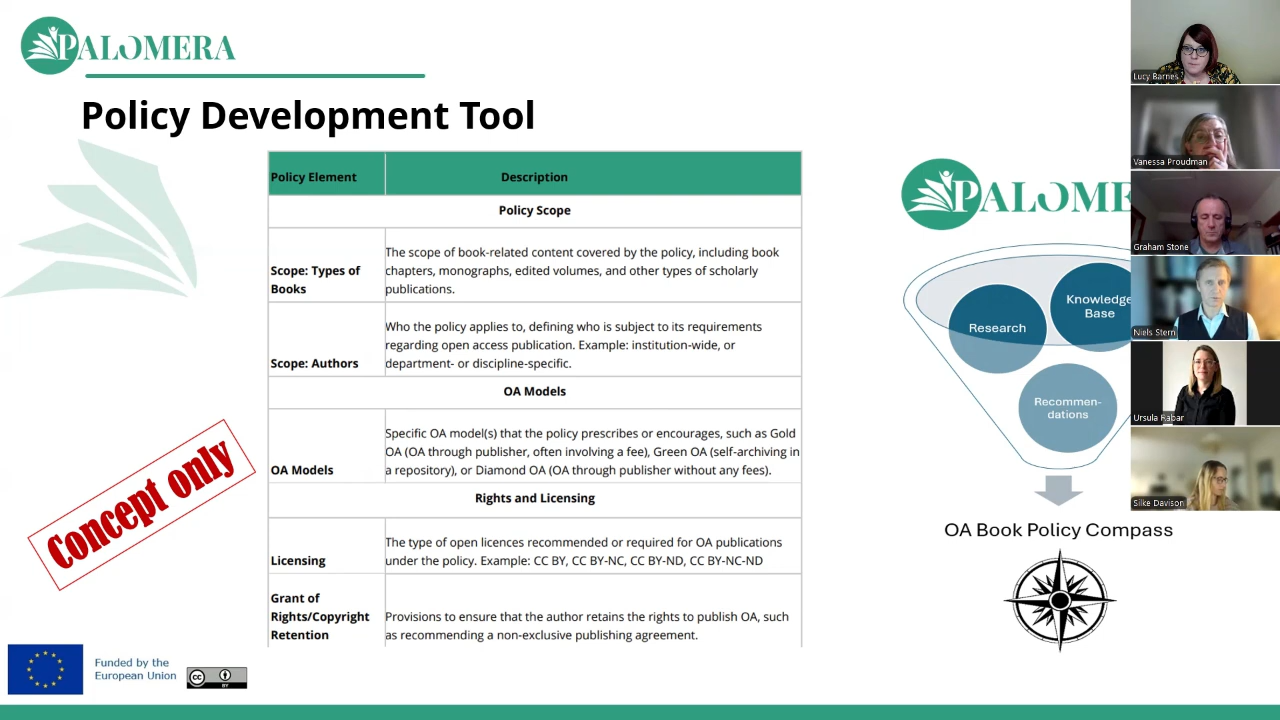 PALOMERA
Policy Development Tool
Policy Element
Description
Policy Scope
Scope: Types of
Books
The scope of book-related content covered by the policy, including book
chapters, monographs, edited volumes, and other types of scholarly
publications.
Scope: Authors
Who the policy applies to, defining who is subject to its requirements
regarding open access publication. Example: institution-wide, or
department- or discipline-specific.
OA Models
OA Models
Specific OA model(s) that the policy prescribes or encourages, such as Gold
OA (OA through publisher, often involving a fee), Green OA (self-archiving in
a repository), or Diamond OA (OA through publisher without any fees).
Rights and Licensing
Licensing
The type of open licences recommended or required for OA publications
under the policy. Example: CC BY, CC BY-NC, CC BY-ND, CC BY-NC-ND
Grant of
Rights/Copyright
Retention
Provisions to ensure that the author retains the rights to publish OA, such
as recommending a non-exclusive publishing agreement.
Concept only
Funded by the
European Union
CC
BY
PALOME
Research
Knowledge
Base
Recommen-
dations
OA Book Policy Compass
Lucy Barnes
Vanessa Proudman
Graham Stone
Niels Stern
Ursula Rabar
Silke Davison